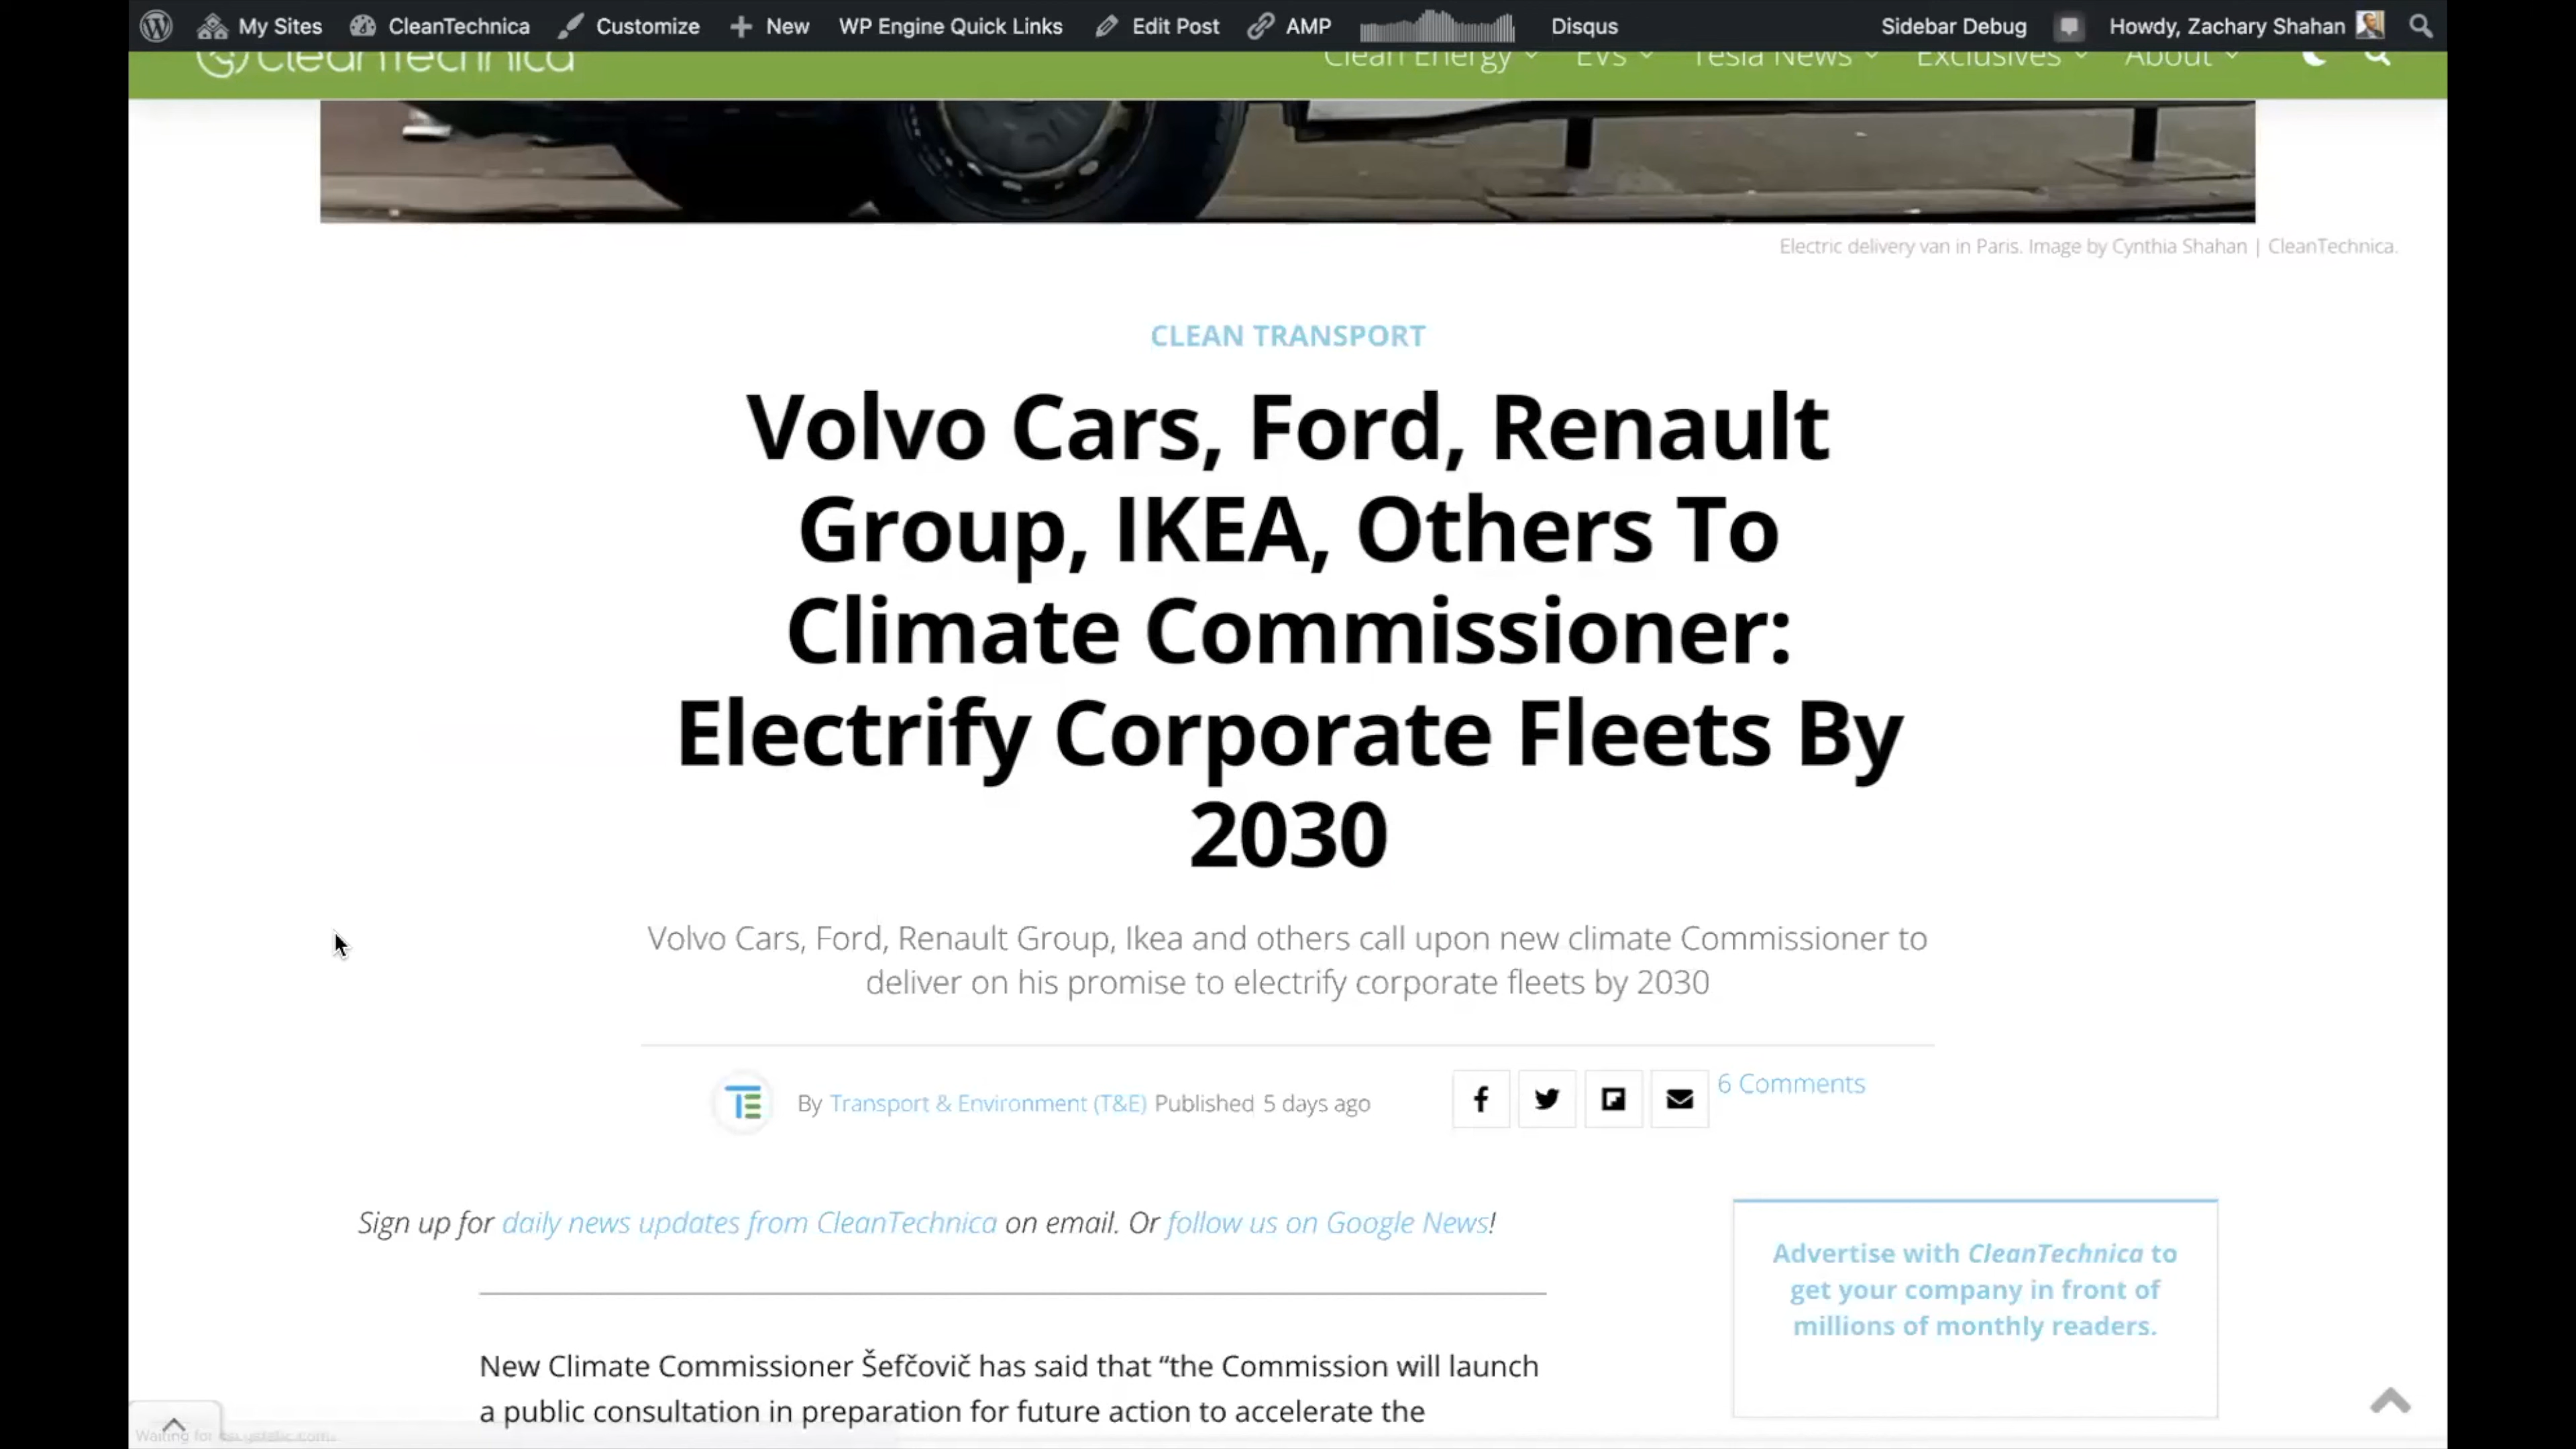 My Sites CleanTechnica Customize New WP Engine Quick Links Edit Post AMP Disqus Sidebar Debug Howdy, Zachary Shahan
CleanTechnica Clean Energy EVs Tesla News Exclusives About
Electric delivery van in Paris. Image by Cynthia Shahan | CleanTechnica.
CLEAN TRANSPORT
Volvo Cars, Ford, Renault
Group, IKEA, Others To
Climate Commissioner:
Electrify Corporate Fleets By
2030
Volvo Cars, Ford, Renault Group, Ikea and others call upon new climate Commissioner to
deliver on his promise to electrify corporate fleets by 2030
By Transport & Environment (T&E) Published 5 days ago
6 Comments
Sign up for daily news updates from CleanTechnica on email. Or follow us on Google News!
New Climate Commissioner Šefčovič has said that “the Commission will launch
a public consultation in preparation for future action to accelerate the
Advertise with CleanTechnica to
get your company in front of
millions of monthly readers.
Waiting for